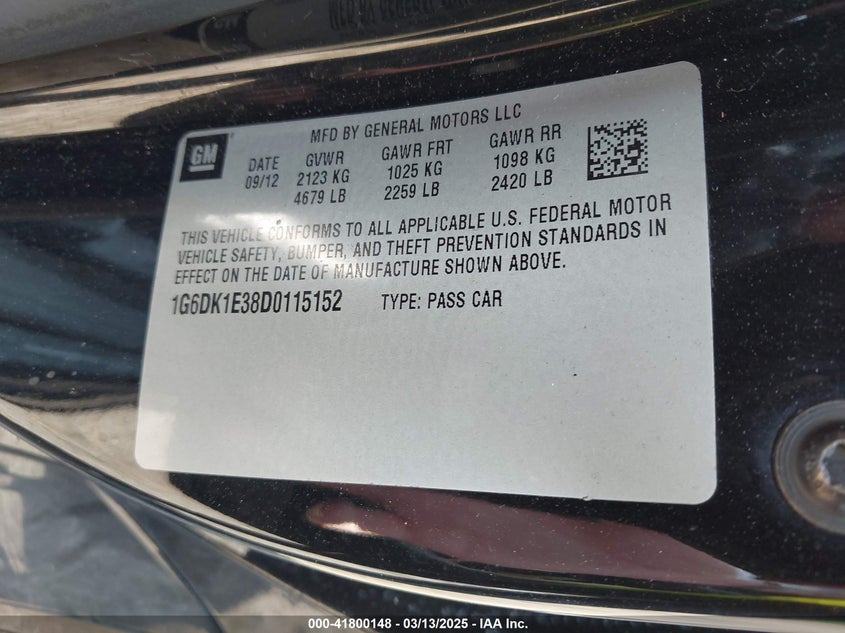 GM
MFD BY GENERAL MOTORS LLC
DATE GVWR GAWR FRT GAWR RR
09/12 2123 KG 1025 KG 1098 KG
4679 LB 2259 LB 2420 LB
THIS VEHICLE CONFORMS TO ALL APPLICABLE U.S. FEDERAL MOTOR
VEHICLE SAFETY, BUMPER, AND THEFT PREVENTION STANDARDS IN
EFFECT ON THE DATE OF MANUFACTURE SHOWN ABOVE.
1G6DK1E38D0115152 TYPE: PASS CAR
000-41800148 - 03/13/2025 - IAA Inc.